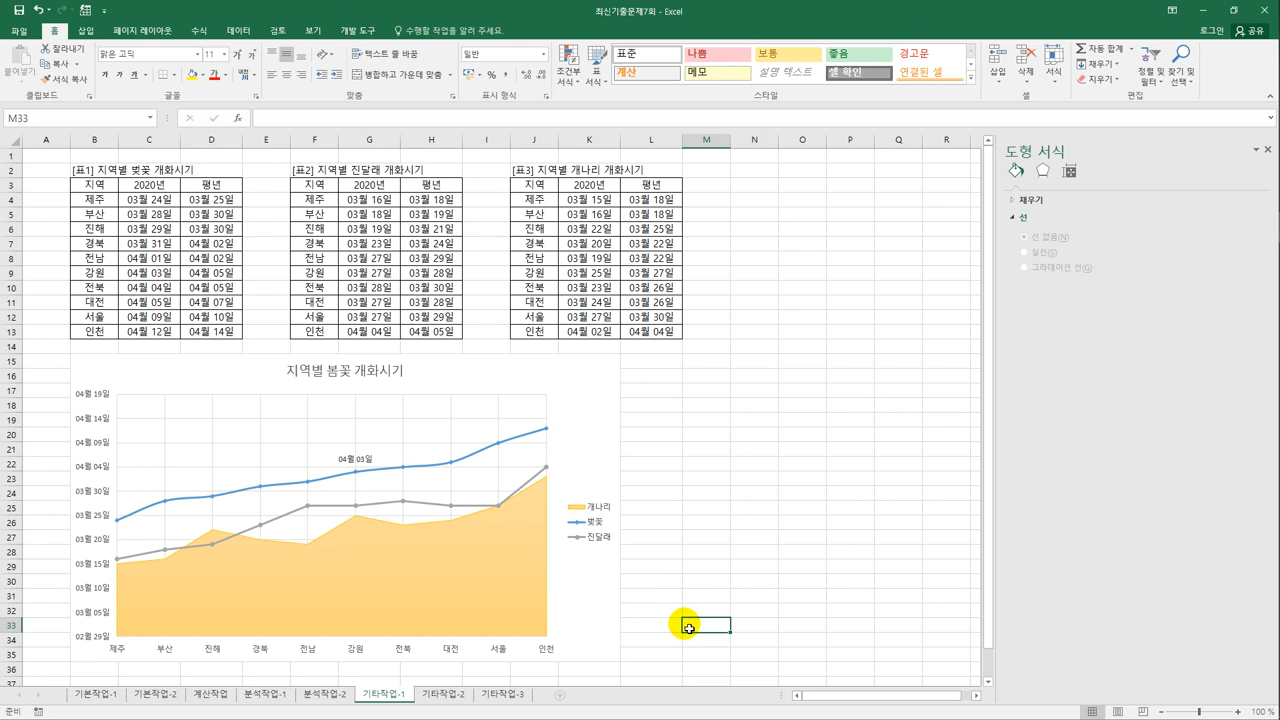 최신기출문제7회 - Excel
파일 홈 삽입 페이지 레이아웃 수식 데이터 검토 보기 개발 도구 수행할 작업을 알려 주세요. 로그인 공유
붙여넣기 잘라내기 복사 서식 복사 클립보드
맑은 고딕 11 가 가 가 가 가 글꼴
텍스트 줄 바꿈 병합하고 가운데 맞춤 맞춤
일반 % , 표시 형식
조건부 서식 표 서식
표준 나쁨 보통 좋음 경고문
계산 메모 설명 텍스트 셀 확인 연결된 셀
스타일
삽입 삭제 서식 셀
자동 합계 채우기 지우기 정렬 및 필터 찾기 및 선택 편집
M33 fx
A B C D E F G H I J K L M N O P Q R
1
2 [표1] 지역별 벚꽃 개화시기 [표2] 지역별 진달래 개화시기 [표3] 지역별 개나리 개화시기
3 지역 2020년 평년 지역 2020년 평년 지역 2020년 평년
4 제주 03월 24일 03월 25일 제주 03월 16일 03월 18일 제주 03월 15일 03월 18일
5 부산 03월 28일 03월 30일 부산 03월 18일 03월 19일 부산 03월 16일 03월 18일
6 진해 03월 29일 03월 30일 진해 03월 19일 03월 21일 진해 03월 22일 03월 25일
7 경북 03월 31일 04월 02일 경북 03월 23일 03월 24일 경북 03월 20일 03월 22일
8 전남 04월 01일 04월 02일 전남 03월 27일 03월 29일 전남 03월 19일 03월 22일
9 강원 04월 03일 04월 05일 강원 03월 27일 03월 28일 강원 03월 25일 03월 27일
10 전북 04월 04일 04월 05일 전북 03월 28일 03월 30일 전북 03월 23일 03월 26일
11 대전 04월 05일 04월 07일 대전 03월 27일 03월 28일 대전 03월 24일 03월 26일
12 서울 04월 09일 04월 10일 서울 03월 27일 03월 29일 서울 03월 27일 03월 30일
13 인천 04월 12일 04월 14일 인천 04월 04일 04월 05일 인천 04월 02일 04월 04일
14
15
16
17
18
19
20
21
22
23
24
25
26
27
28
29
30
31
32
33
34
35
36
37
지역별 봄꽃 개화시기
04월 19일
04월 14일
04월 09일
04월 04일
03월 30일
03월 25일
03월 20일
03월 15일
03월 10일
03월 05일
02월 29일
04월 03일
제주 부산 진해 경북 전남 강원 전북 대전 서울 인천
개나리
벚꽃
진달래
도형 서식
채우기
선
선 없음(N)
실선(S)
그라데이션 선(G)
기본작업-1 기본작업-2 계산작업 분석작업-1 분석작업-2 기타작업-1 기타작업-2 기타작업-3
준비 100 %